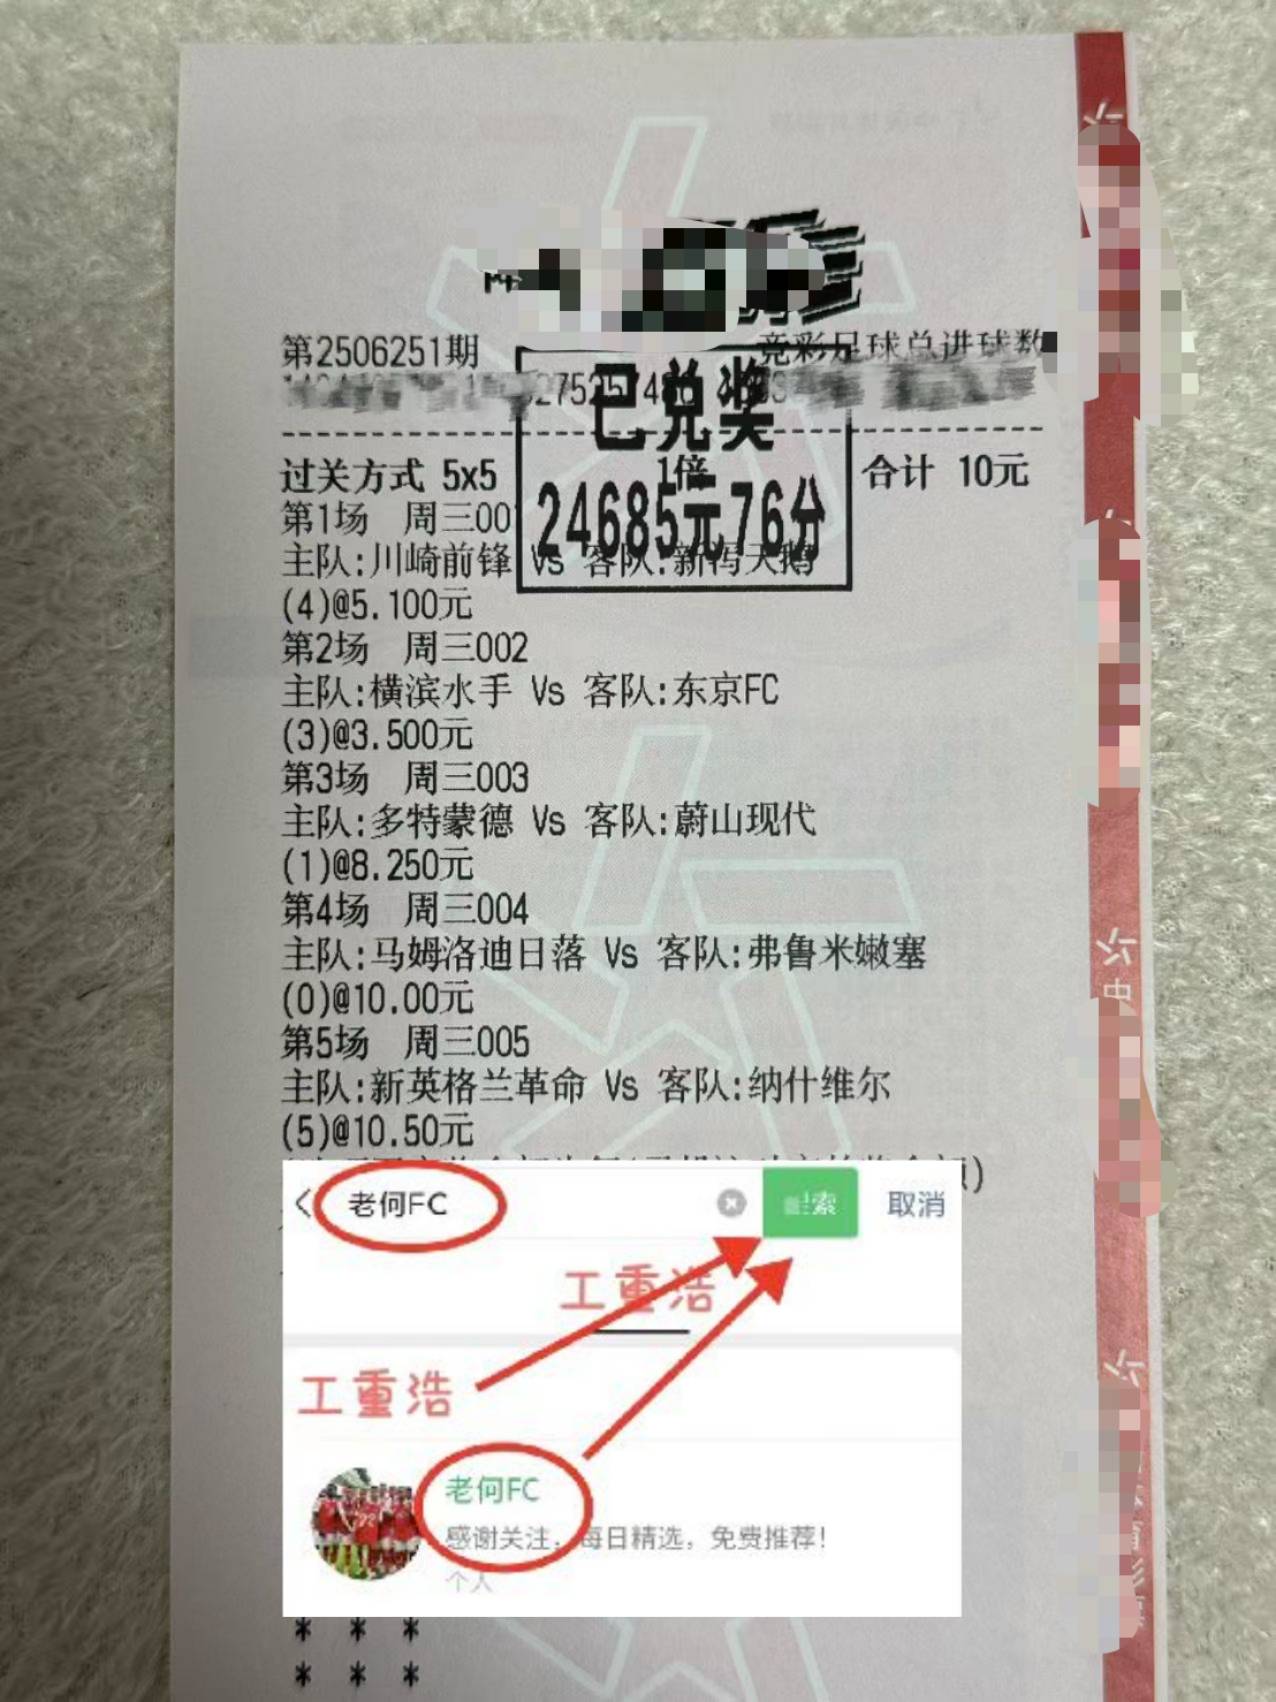 第2506251期
竞彩足球总进球数
已兑奖
过关方式 5x5
1倍
合计 10元
24685元76分
第1场 周三00
主队:川崎前锋 Vs 客队:新泻天鹅
(4)@5.100元
第2场 周三002
主队:横滨水手 Vs 客队:东京FC
(3)@3.500元
第3场 周三003
主队:多特蒙德 Vs 客队:蔚山现代
(1)@8.250元
第4场 周三004
主队:马姆洛迪日落 Vs 客队:弗鲁米嫩塞
(0)@10.00元
第5场 周三005
主队:新英格兰革命 Vs 客队:纳什维尔
(5)@10.50元
老何FC
索
取消
工重浩
工重浩
老何FC
感谢关注，每日精选，免费推荐！
个人
* * *
* * *
中